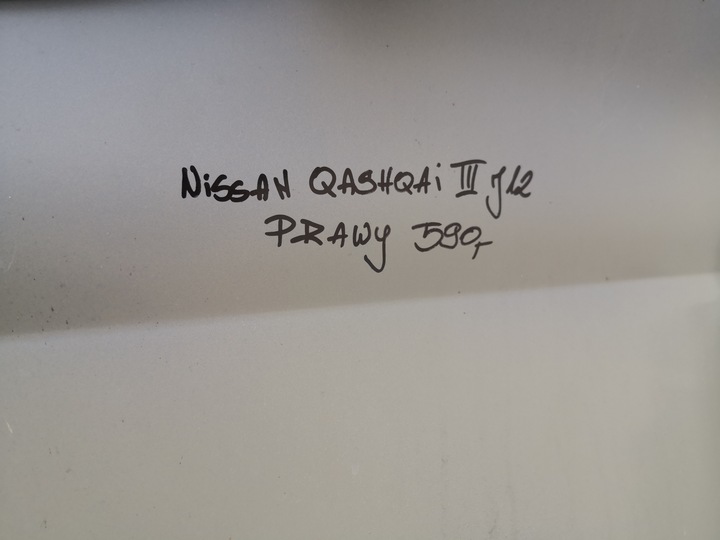 NiSSAN QASHQAi III J12
PRAWY 590,-